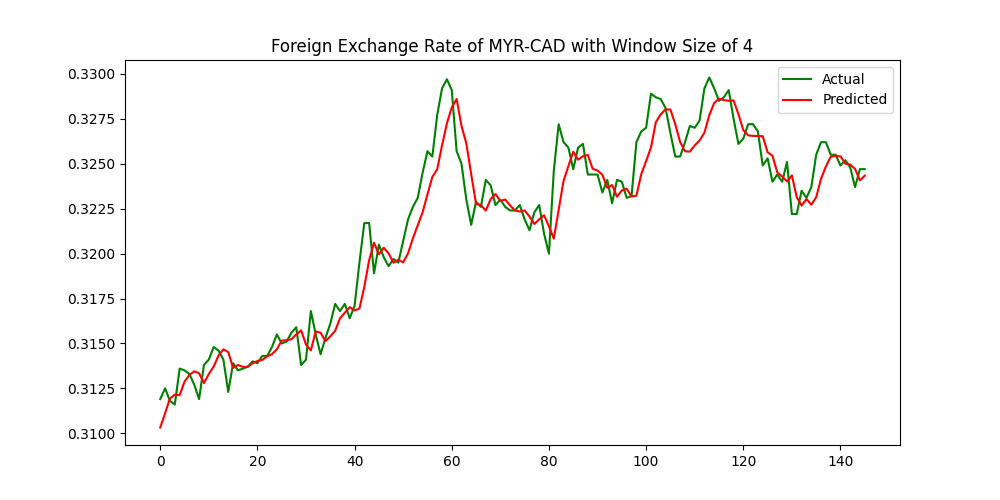 Foreign Exchange Rate of MYR-CAD with Window Size of 4
0.3300
0.3275
0.3250
0.3225
0.3200
0.3175
0.3150
0.3125
0.3100
Actual
Predicted
0 20 40 60 80 100 120 140